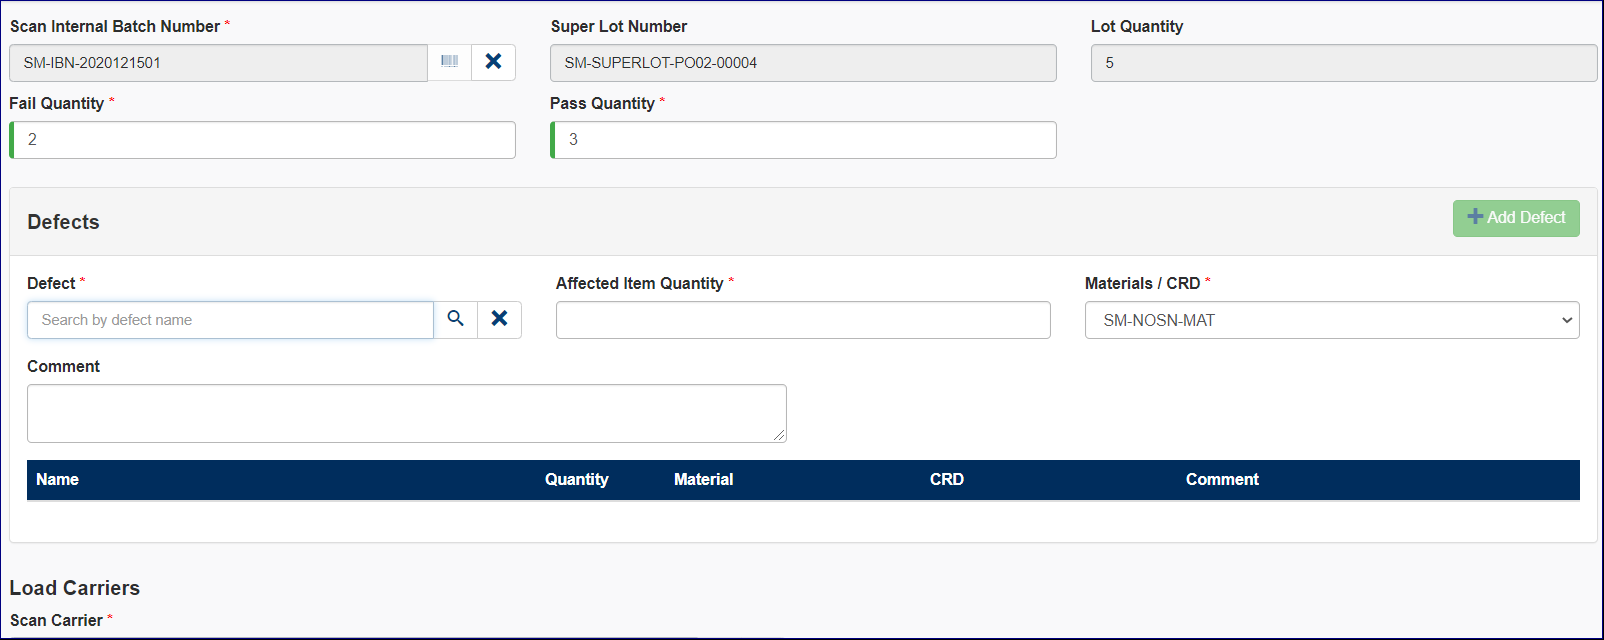 Scan Internal Batch Number *
Super Lot Number
Lot Quantity
SM-IBN-2020121501
SM-SUPERLOT-PO02-00004
5
Fail Quantity *
Pass Quantity *
2
3
Defects
Add Defect
Defect *
Affected Item Quantity *
Materials / CRD *
Search by defect name
SM-NOSN-MAT
Comment
Name Quantity Material CRD Comment
Load Carriers
Scan Carrier *